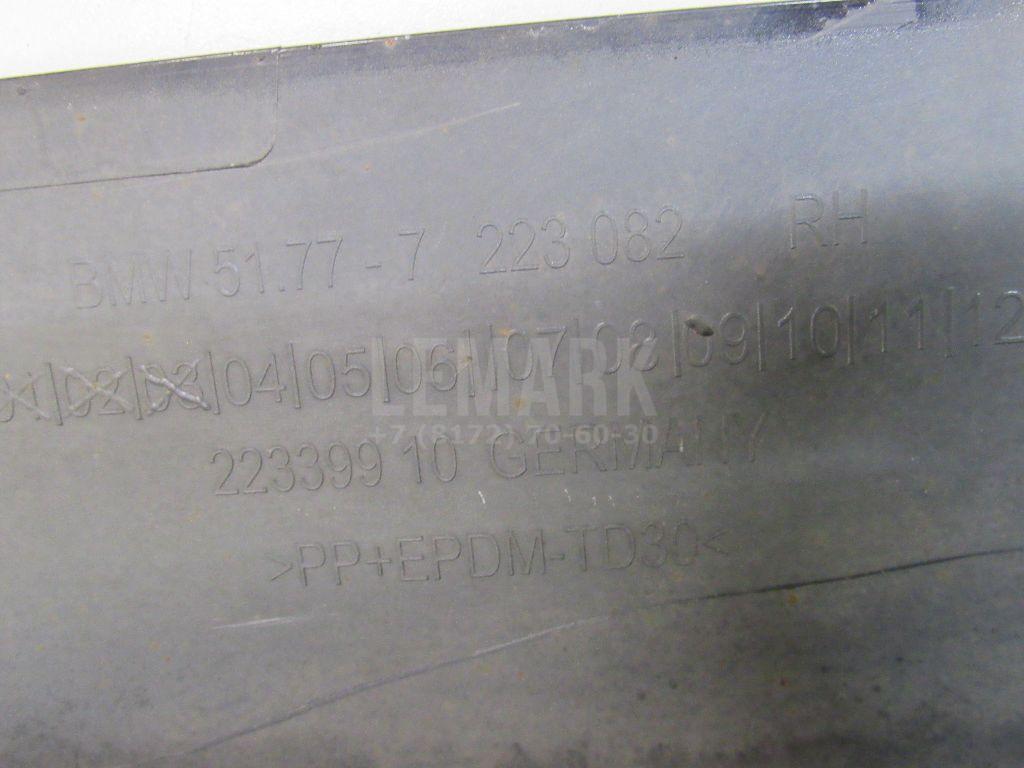 BMW 51.77 - 7 223 082 RH
01|02|03|04|05|06|07|08|09|10|11|12
LEMARK
+7 (8172) 70-60-30
223399 10 GERMANY
>PP+EPDM-TD30<